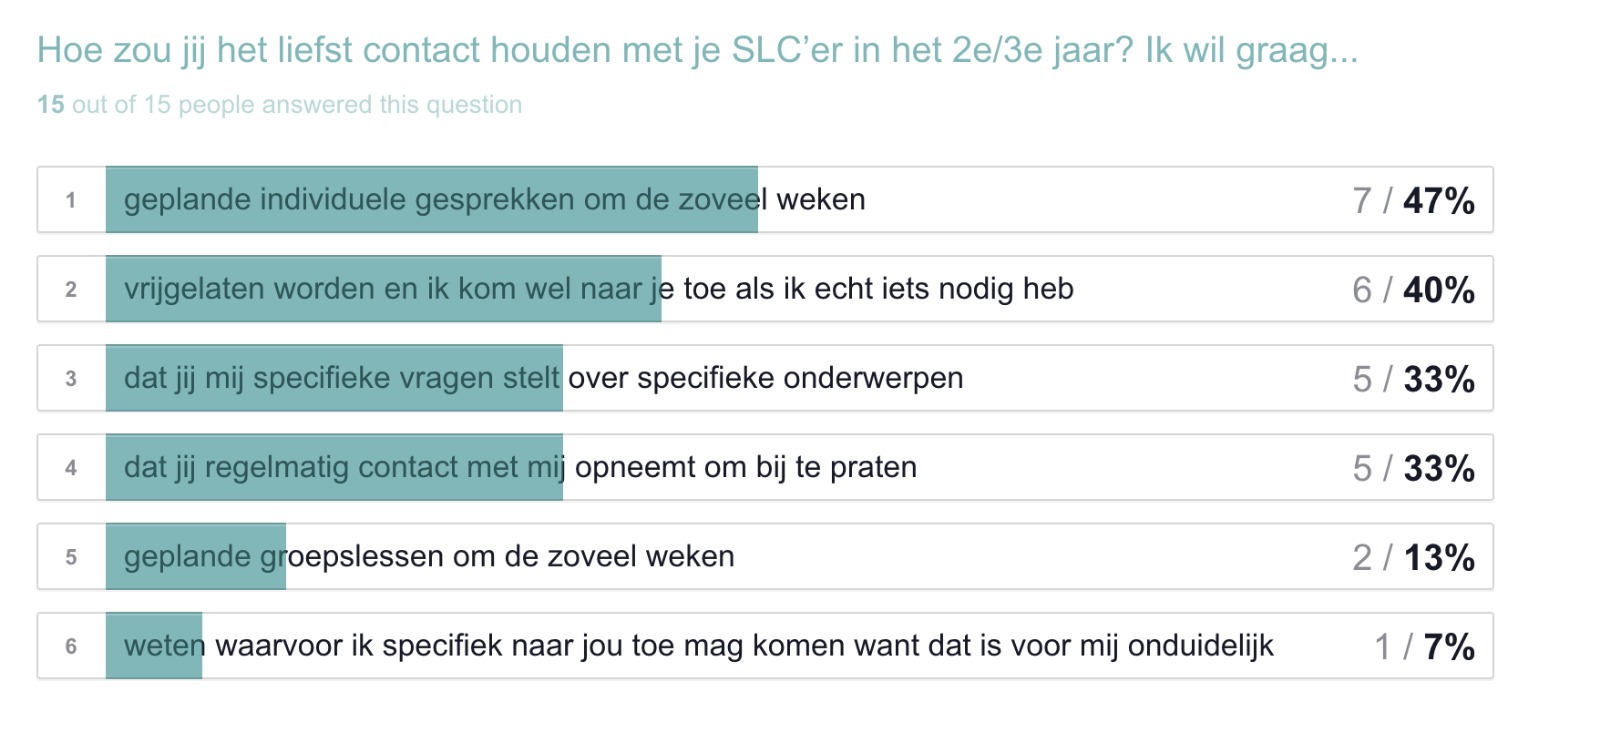 Hoe zou jij het liefst contact houden met je SLC’er in het 2e/3e jaar? Ik wil graag...
15 out of 15 people answered this question
1 geplande individuele gesprekken om de zoveel weken 7 / 47%
2 vrijgelaten worden en ik kom wel naar je toe als ik echt iets nodig heb 6 / 40%
3 dat jij mij specifieke vragen stelt over specifieke onderwerpen 5 / 33%
4 dat jij regelmatig contact met mij opneemt om bij te praten 5 / 33%
5 geplande groepslessen om de zoveel weken 2 / 13%
6 weten waarvoor ik specifiek naar jou toe mag komen want dat is voor mij onduidelijk 1 / 7%